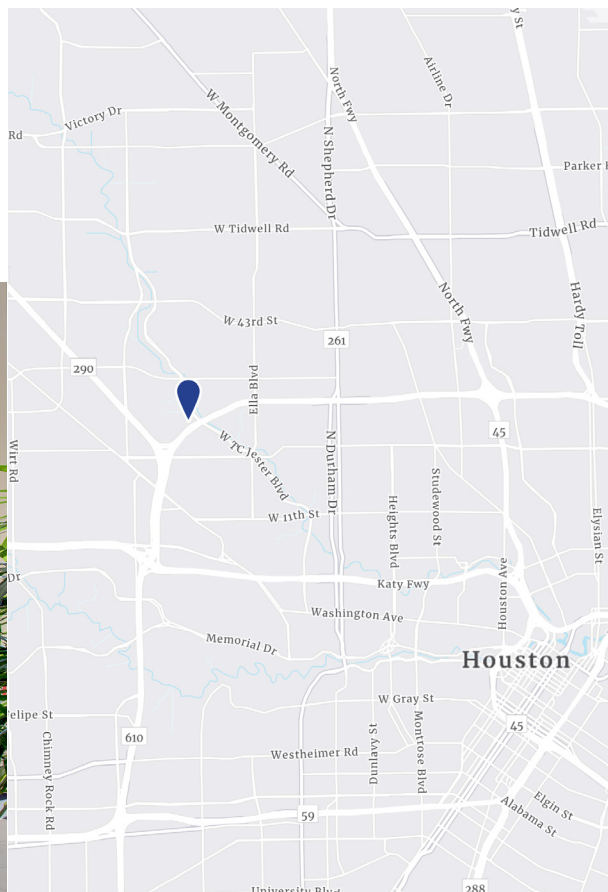 y St
Airline Dr
North Fwy
W Montgomery Rd
Victory Dr
Rd
N Shepherd Dr
Parker
W Tidwell Rd
Tidwell Rd
Hardy Toll
North Fwy
W 43rd St
261
290
Ella Blvd
45
W TC Jester Blvd
N Durham Dr
Wirt Rd
Studewood St
Heights Blvd
W 11th St
Elysian St
Houston Ave
Dr
Katy Fwy
Washington Ave
Memorial Dr
Houston
W Gray St
elipe St
45
610
Chimney Rock Rd
Westheimer Rd
Dunlavy St
Montrose Blvd
Elgin St
59
Alabama St
University Blvd
288